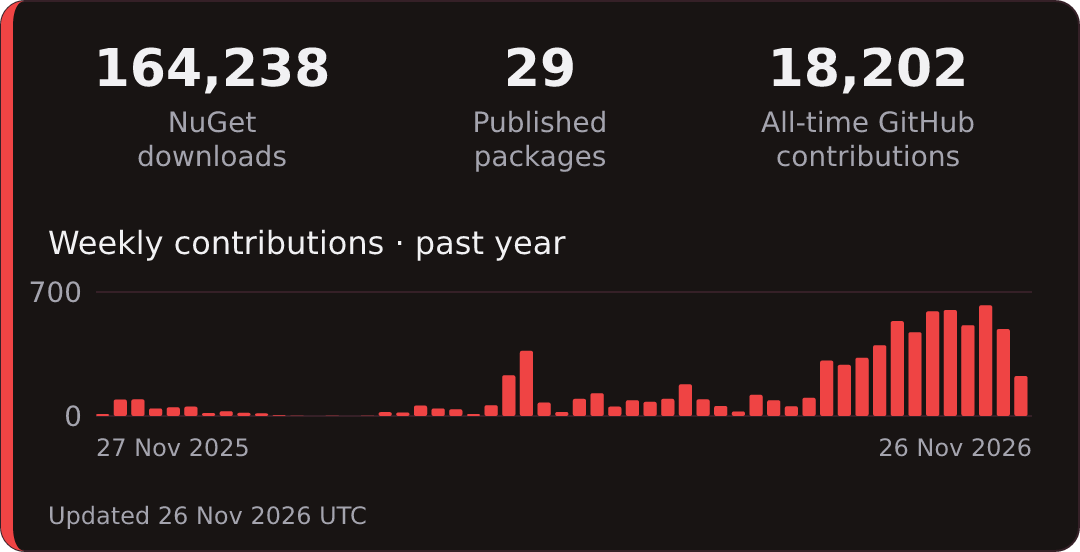 164,238
NuGet
downloads
29
Published
packages
18,202
All-time GitHub
contributions
Weekly contributions · past year
700
0
27 Nov 2025
26 Nov 2026
Updated 26 Nov 2026 UTC